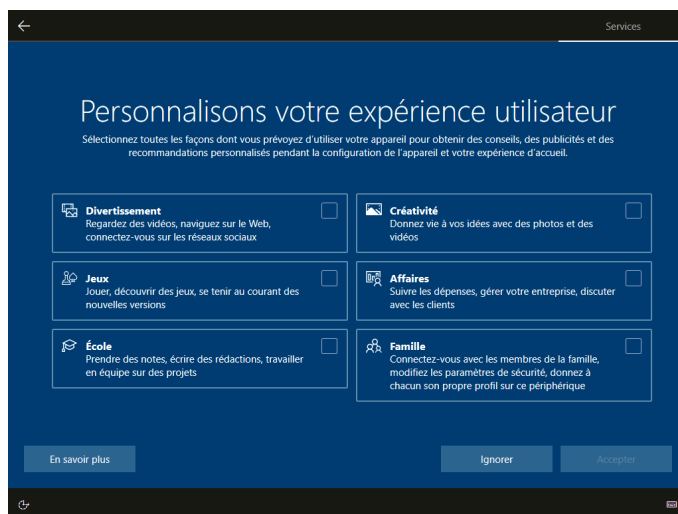 Services
Personnalisons votre expérience utilisateur
Sélectionnez toutes les façons dont vous prévoyez d'utiliser votre appareil pour obtenir des conseils, des publicités et des
recommandations personnalisés pendant la configuration de l'appareil et votre expérience d'accueil.
Divertissement
Regardez des vidéos, naviguez sur le Web,
connectez-vous sur les réseaux sociaux
Créativité
Donnez vie à vos idées avec des photos et des
vidéos
Jeux
Jouer, découvrir des jeux, se tenir au courant des
nouvelles versions
Affaires
Suivre les dépenses, gérer votre entreprise, discuter
avec les clients
École
Prendre des notes, écrire des rédactions, travailler
en équipe sur des projets
Famille
Connectez-vous avec les membres de la famille,
modifiez les paramètres de sécurité, donnez à
chacun son propre profil sur ce périphérique
En savoir plus
Ignorer
Accepter